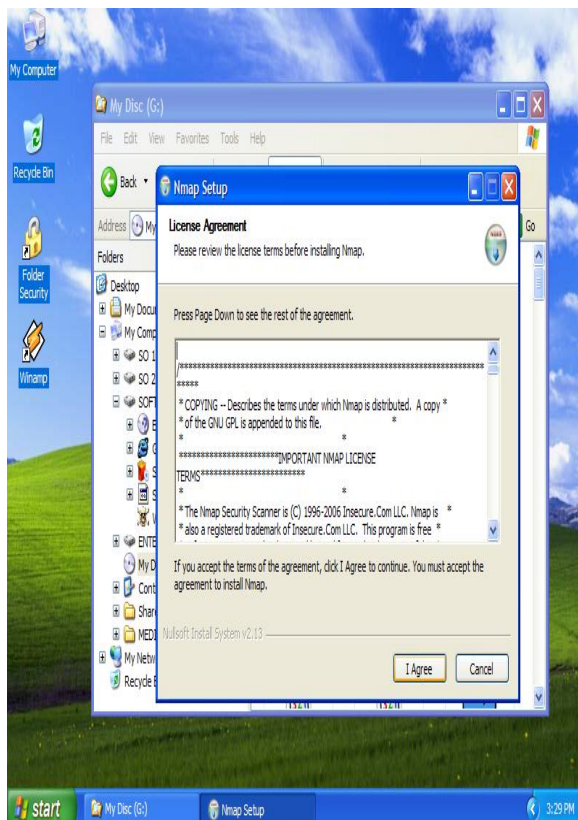 My Computer
Recycle Bin
Folder
Security
Winamp
My Disc (G:)
File Edit View Favorites Tools Help
Back
Address My
Go
Folders
Desktop
My Docu
My Comp
SO 1
SO 2
SOFT
E
G
S
S
V
ENTE
My D
Cont
Shar
MEDI
My Netw
Recycle B
Nmap Setup
License Agreement
Please review the license terms before installing Nmap.
Press Page Down to see the rest of the agreement.
/***************************************************************************
*****
* COPYING -- Describes the terms under which Nmap is distributed. A copy *
* of the GNU GPL is appended to this file. *
* *
***********************IMPORTANT NMAP LICENSE
TERMS************************
* *
* The Nmap Security Scanner is (C) 1996-2006 Insecure.Com LLC. Nmap is *
* also a registered trademark of Insecure.Com LLC. This program is free *
If you accept the terms of the agreement, click I Agree to continue. You must accept the
agreement to install Nmap.
Nullsoft Install System v2.13
I Agree Cancel
start My Disc (G:) Nmap Setup 3:29 PM